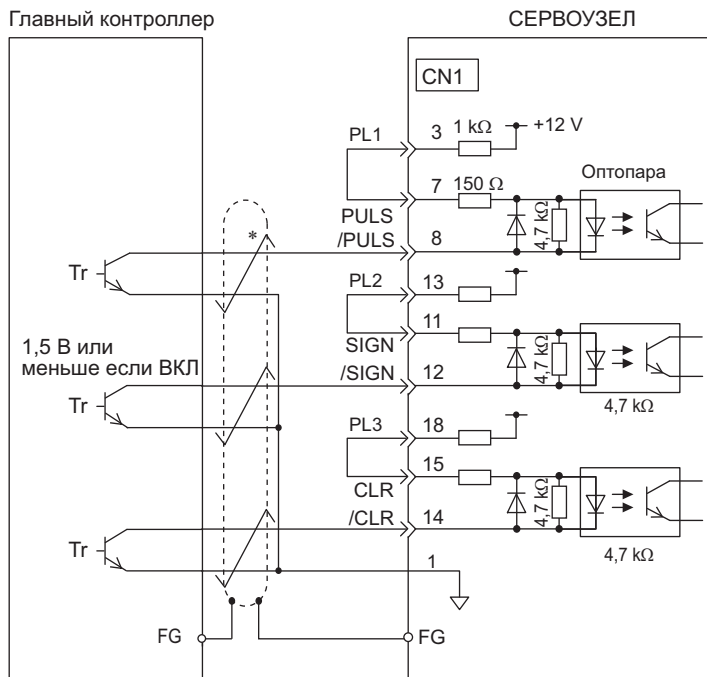 Главный контроллер
СЕРВОУЗЕЛ
CN1
PL1
3
1 kΩ
+12 V
7
150 Ω
Оптопара
PULS
/PULS
8
4,7 kΩ
*
Tr
PL2
13
11
SIGN
/SIGN
12
4,7 kΩ
4,7 kΩ
1,5 В или
меньше если ВКЛ
Tr
PL3
18
15
CLR
/CLR
14
4,7 kΩ
4,7 kΩ
Tr
1
FG
FG